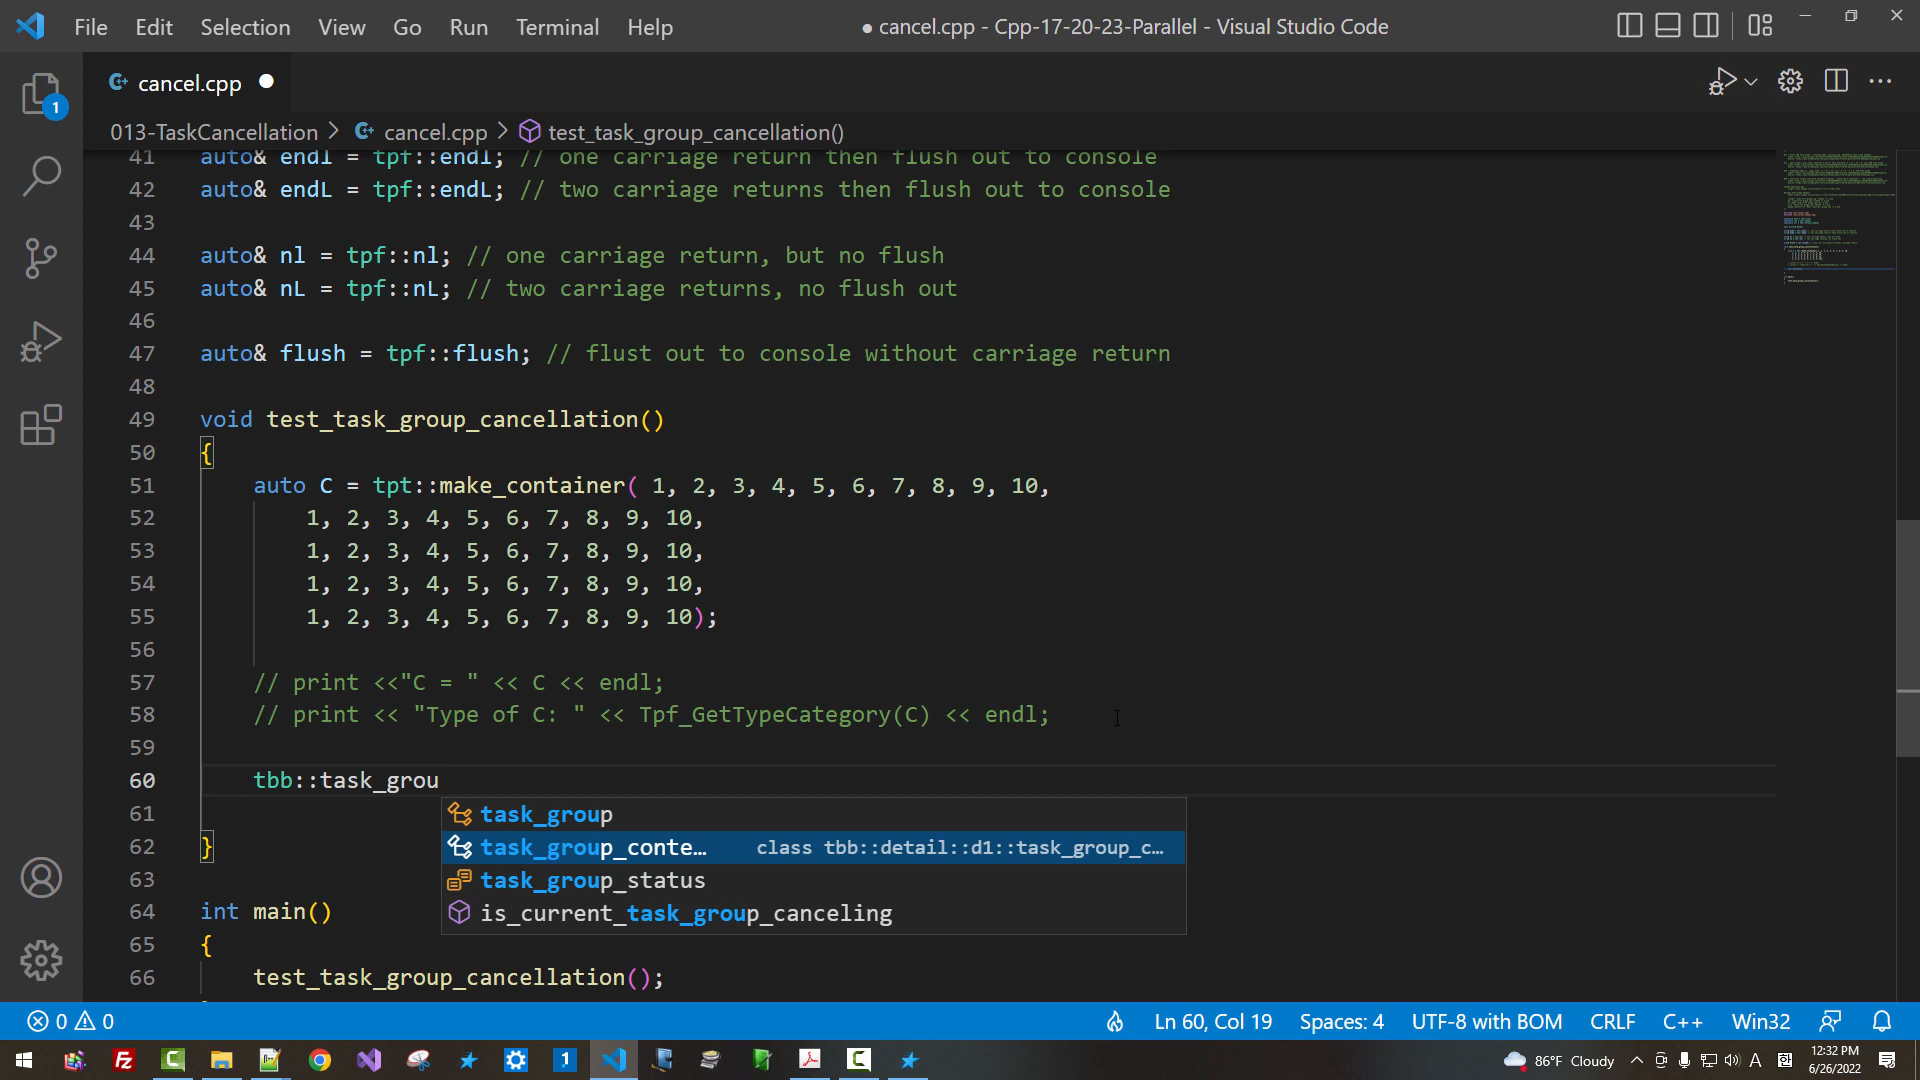 File Edit Selection View Go Run Terminal Help
● cancel.cpp - Cpp-17-20-23-Parallel - Visual Studio Code
1
cancel.cpp
013-TaskCancellation > cancel.cpp > test_task_group_cancellation()
41 auto& endl = tpf::endl; // one carriage return then flush out to console
42 auto& endL = tpf::endL; // two carriage returns then flush out to console
43
44 auto& nl = tpf::nl; // one carriage return, but no flush
45 auto& nL = tpf::nL; // two carriage returns, no flush out
46
47 auto& flush = tpf::flush; // flust out to console without carriage return
48
49 void test_task_group_cancellation()
50 {
51 auto C = tpt::make_container( 1, 2, 3, 4, 5, 6, 7, 8, 9, 10,
52 1, 2, 3, 4, 5, 6, 7, 8, 9, 10,
53 1, 2, 3, 4, 5, 6, 7, 8, 9, 10,
54 1, 2, 3, 4, 5, 6, 7, 8, 9, 10,
55 1, 2, 3, 4, 5, 6, 7, 8, 9, 10);
56
57 // print <<"C = " << C << endl;
58 // print << "Type of C: " << Tpf_GetTypeCategory(C) << endl;
59
60 tbb::task_grou
61 task_group
62 } task_group_conte… class tbb::detail::d1::task_group_c…
63 task_group_status
64 int main() is_current_task_group_canceling
65 {
66 test_task_group_cancellation();
0 0 Ln 60, Col 19 Spaces: 4 UTF-8 with BOM CRLF C++ Win32
86°F Cloudy A 12:32 PM
6/26/2022